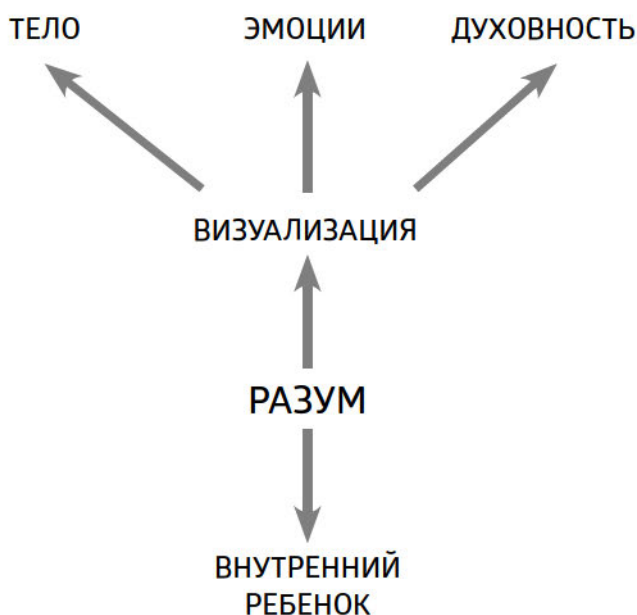 ТЕЛО ЭМОЦИИ ДУХОВНОСТЬ
ВИЗУАЛИЗАЦИЯ
РАЗУМ
ВНУТРЕННИЙ
РЕБЕНОК